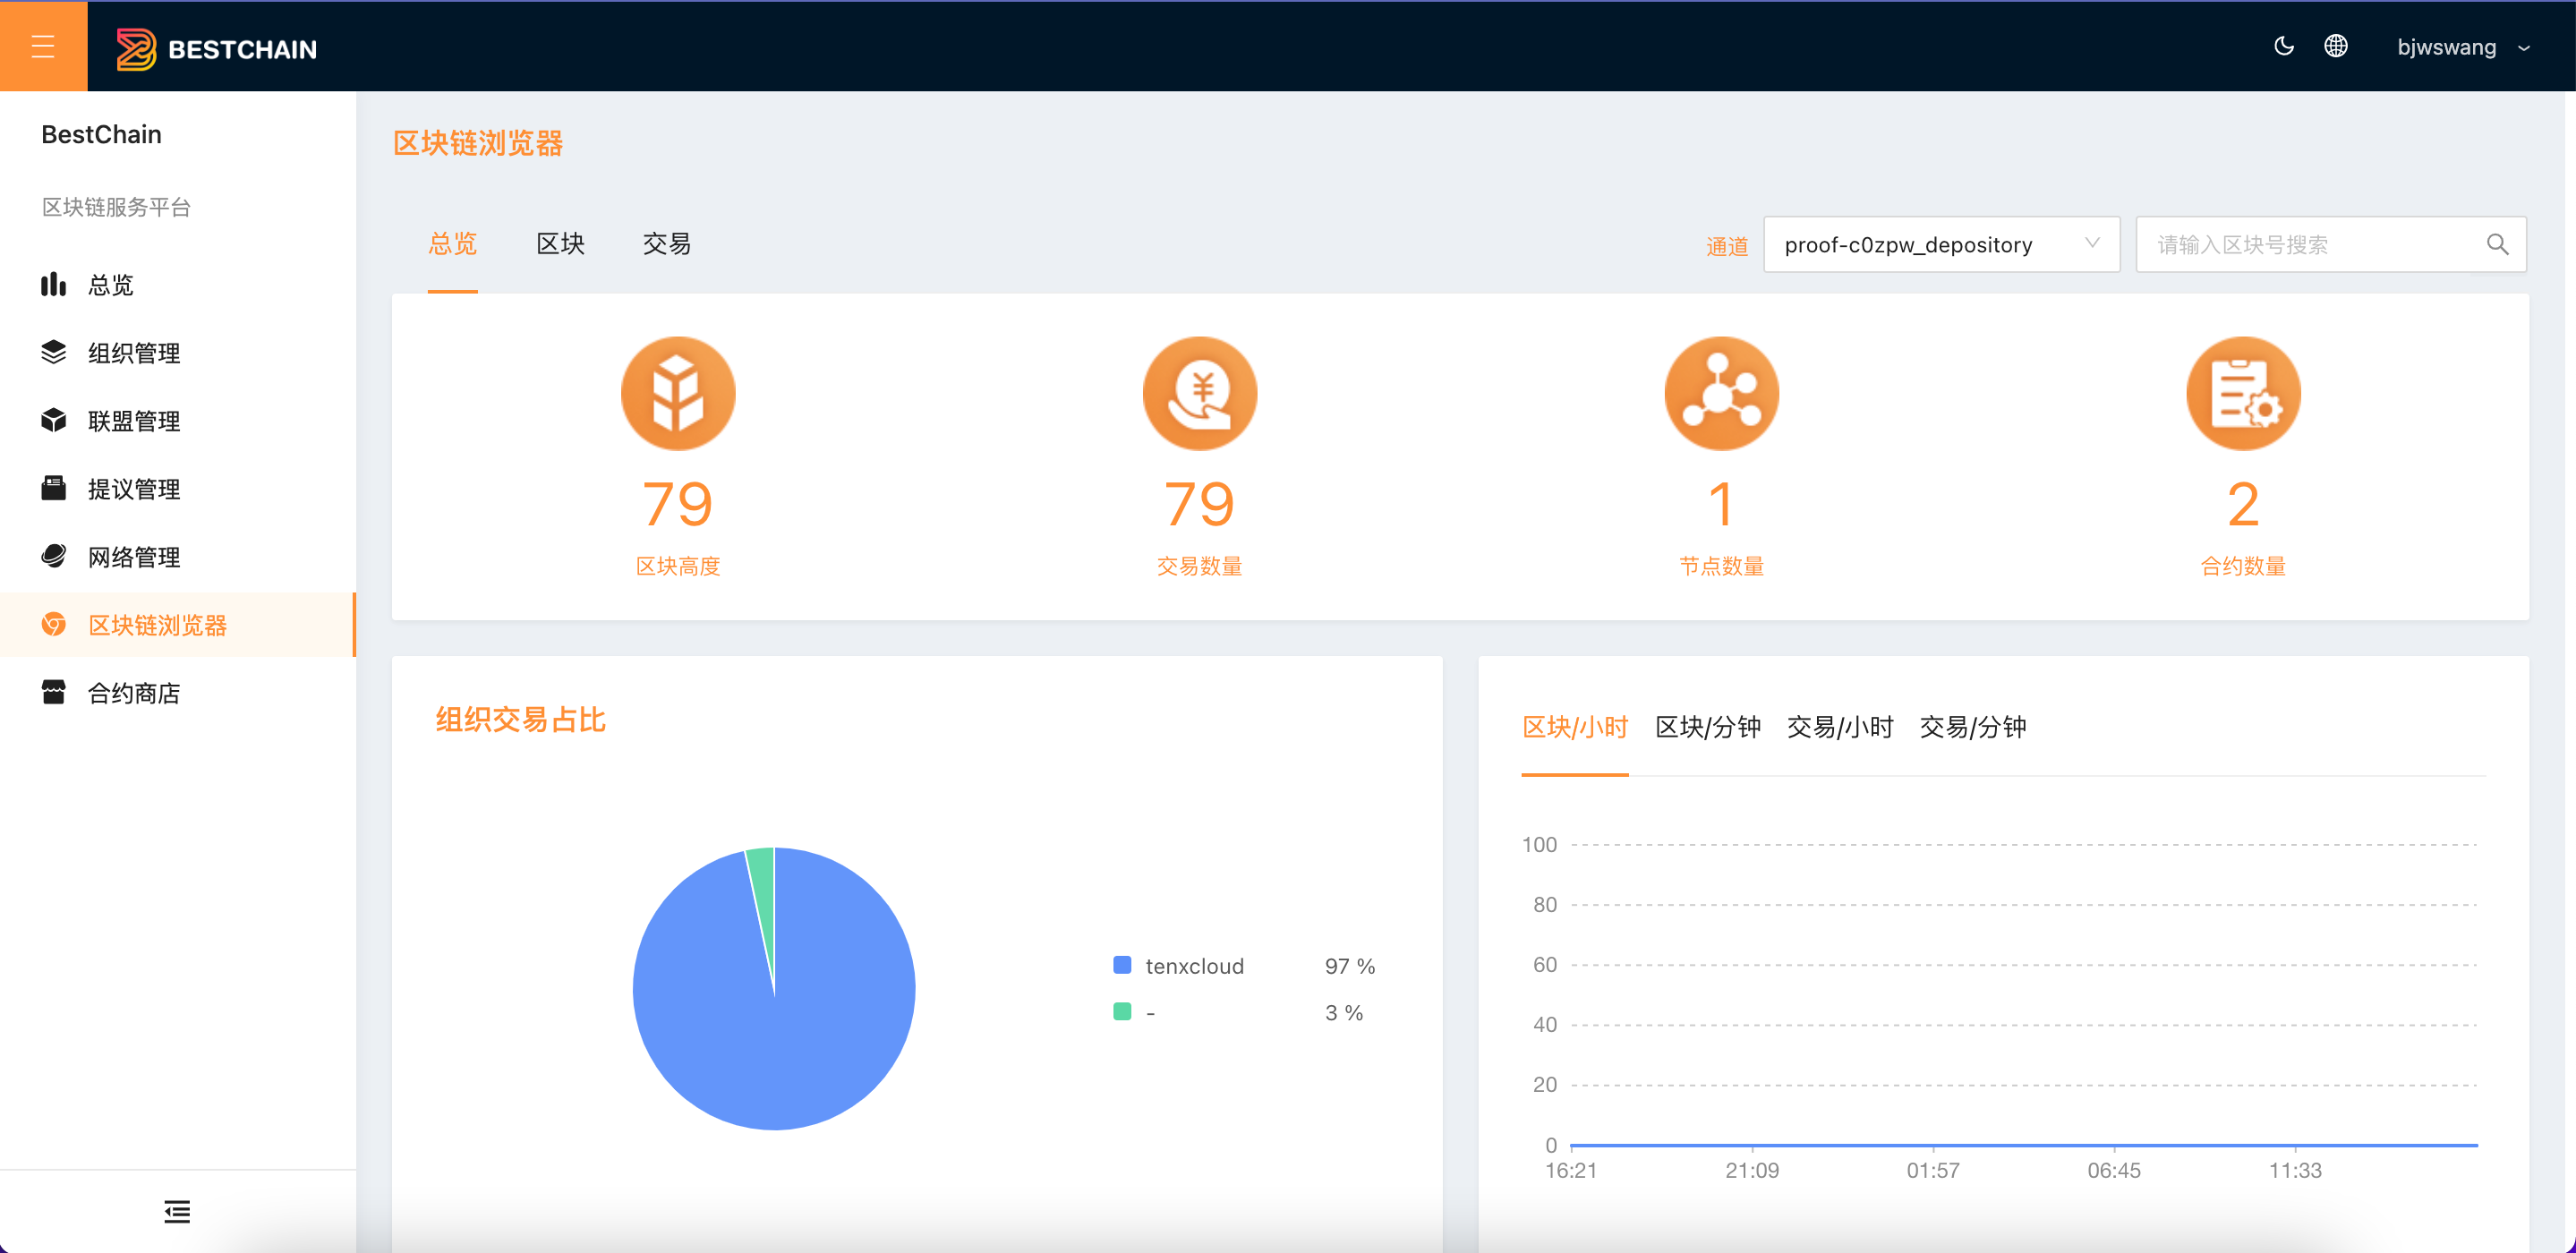 BESTCHAIN
bjwswang
BestChain
区块链服务平台
总览
组织管理
联盟管理
提议管理
网络管理
区块链浏览器
合约商店
区块链浏览器
总览 区块 交易
通道 proof-c0zpw_depository 请输入区块号搜索
79 79 1 2
区块高度 交易数量 节点数量 合约数量
组织交易占比
tenxcloud 97 %
- 3 %
区块/小时 区块/分钟 交易/小时 交易/分钟
100
80
60
40
20
0
16:21 21:09 01:57 06:45 11:33